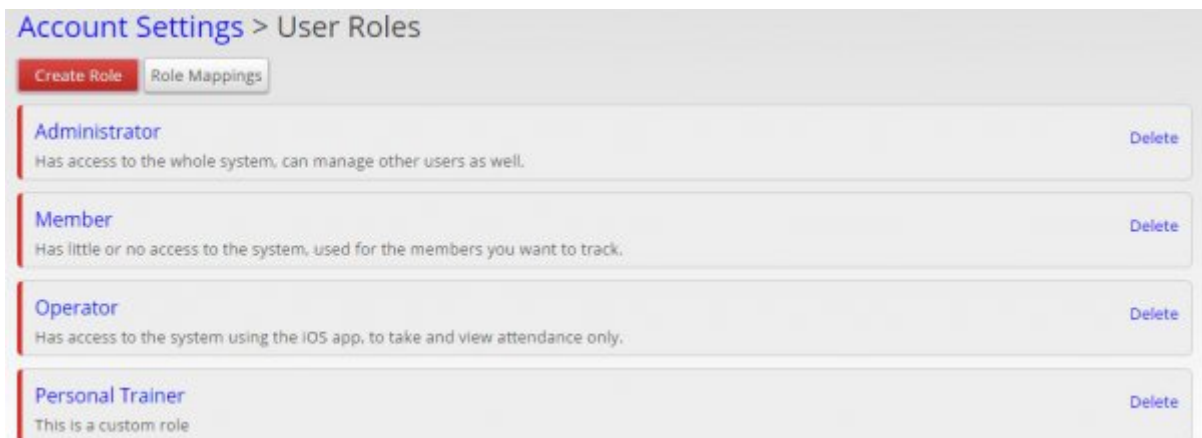 Account Settings > User Roles
Create Role Role Mappings
Administrator
Delete
Has access to the whole system, can manage other users as well.
Member
Delete
Has little or no access to the system, used for the members you want to track.
Operator
Delete
Has access to the system using the iOS app, to take and view attendance only.
Personal Trainer
Delete
This is a custom role